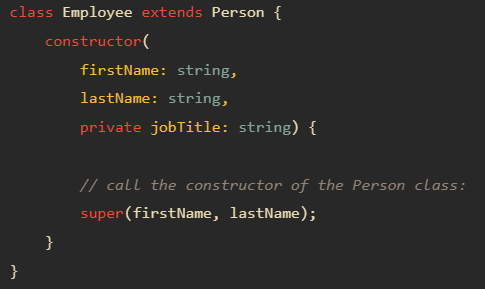 class Employee extends Person {
    constructor(
        firstName: string,
        lastName: string,
        private jobTitle: string) {

        // call the constructor of the Person class:
        super(firstName, lastName);
    }
}